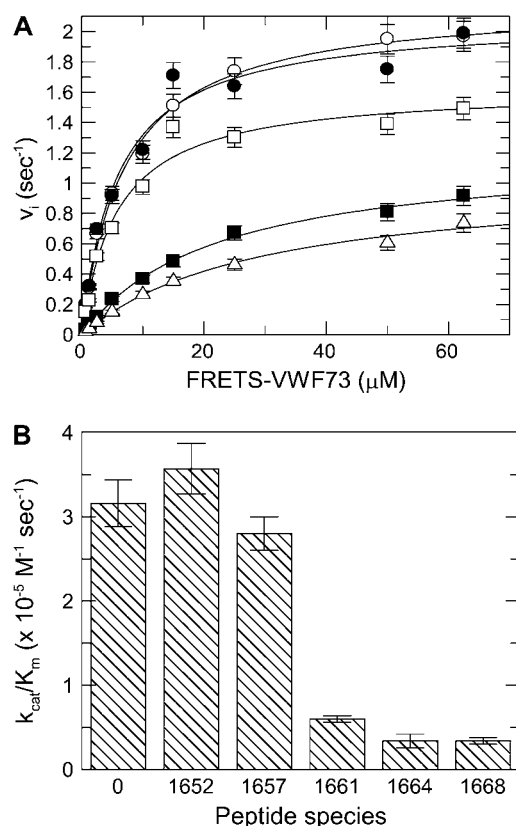 A
2
1.8
1.6
1.4
1.2
1
0.8
0.6
0.4
0.2
0
vᵢ (sec⁻¹)
0 20 40 60
FRETS-VWF73 (μM)
B
4
3
2
1
0
k_cat/K_m (x 10⁻⁵ M⁻¹ sec⁻¹)
0 1652 1657 1661 1664 1668
Peptide species